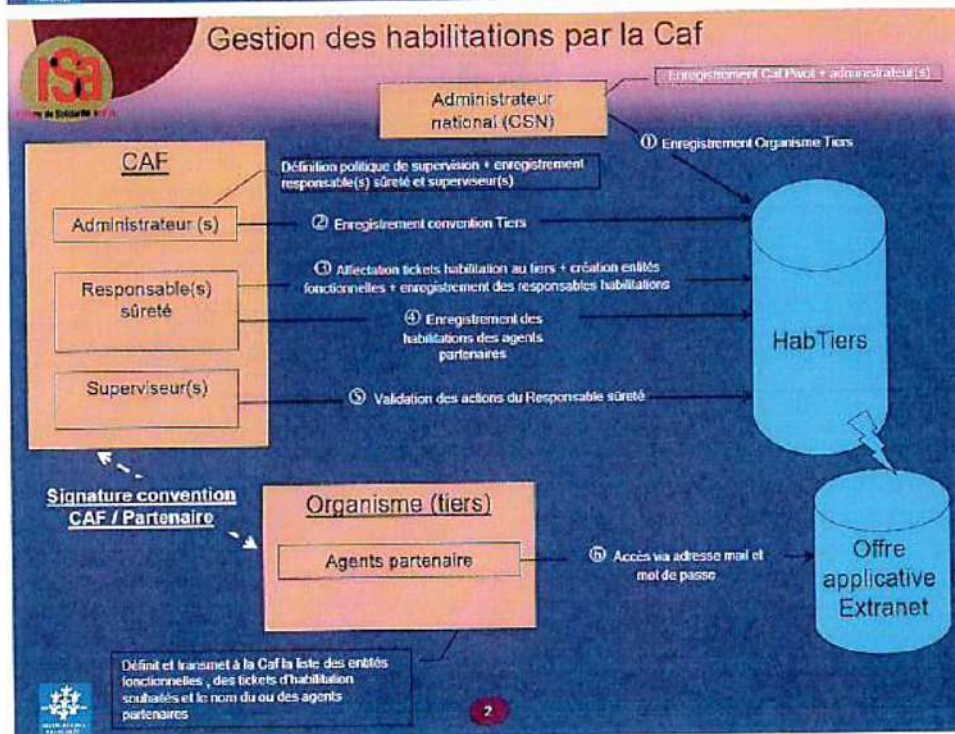 Gestion des habilitations par la Caf
rsa
Enregistrement Caf Pivot + administrateur(s)
Administrateur
national (CSN)
① Enregistrement Organisme Tiers
CAF
Définition politique de supervision + enregistrement
responsable(s) sûreté et superviseur(s)
Administrateur (s)
② Enregistrement convention Tiers
③ Affectation tickets habilitation au tiers + création entités
fonctionnelles + enregistrement des responsables habilitations
Responsable(s)
sûreté
④ Enregistrement des
habilitations des agents
partenaires
HabTiers
Superviseur(s)
⑤ Validation des actions du Responsable sûreté
Signature convention
CAF / Partenaire
Organisme (tiers)
Agents partenaire
⑥ Accès via adresse mail et
mot de passe
Offre
applicative
Extranet
Définit et transmet à la Caf la liste des entités
fonctionnelles , des tickets d'habilitation
souhaités et le nom du ou des agents
partenaires
2